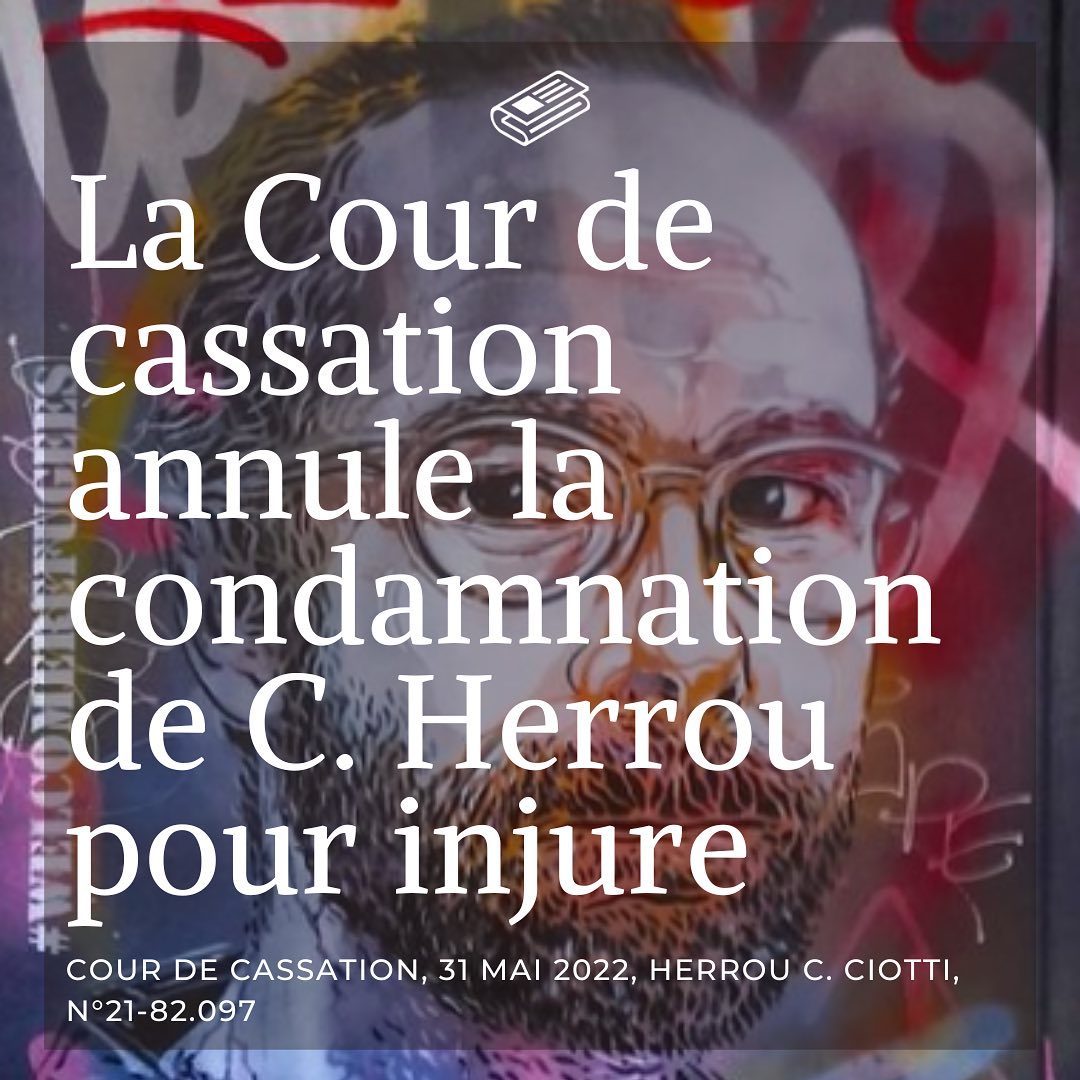 La Cour de
cassation
annule la
condamnation
de C. Herrou
pour injure
COUR DE CASSATION, 31 MAI 2022, HERROU C. CIOTTI,
N°21-82.097
#WELCOMEREFUGEES